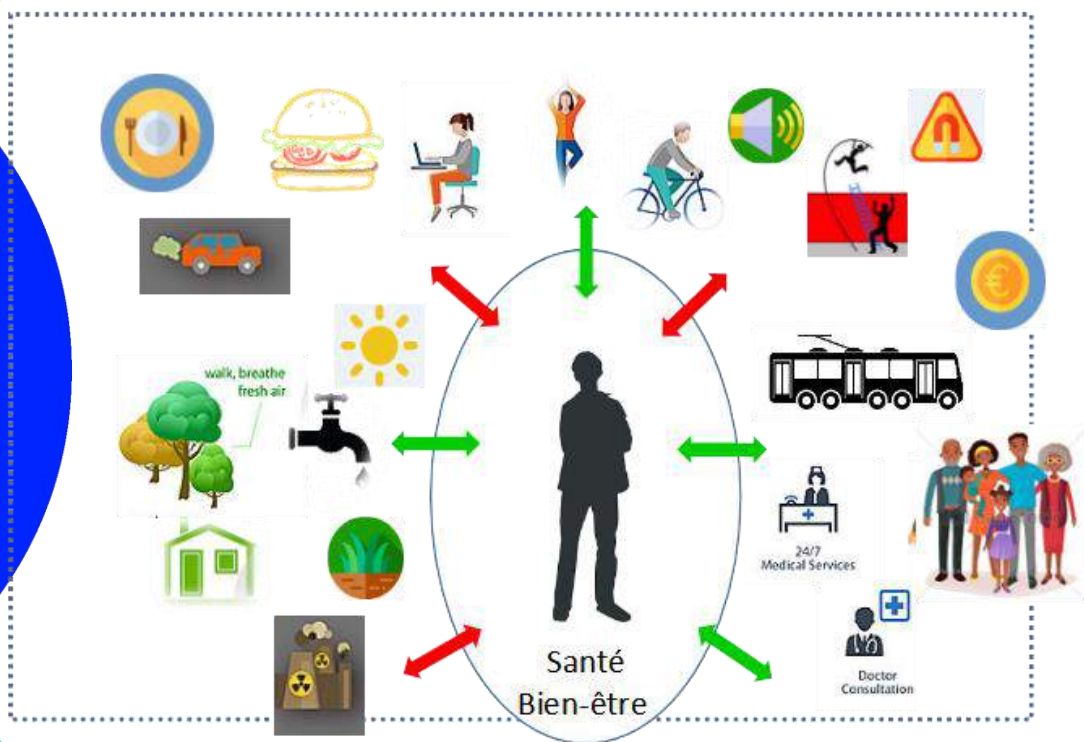 walk, breathe
fresh air
24/7
Medical Services
Doctor
Consultation
Santé
Bien-être
€